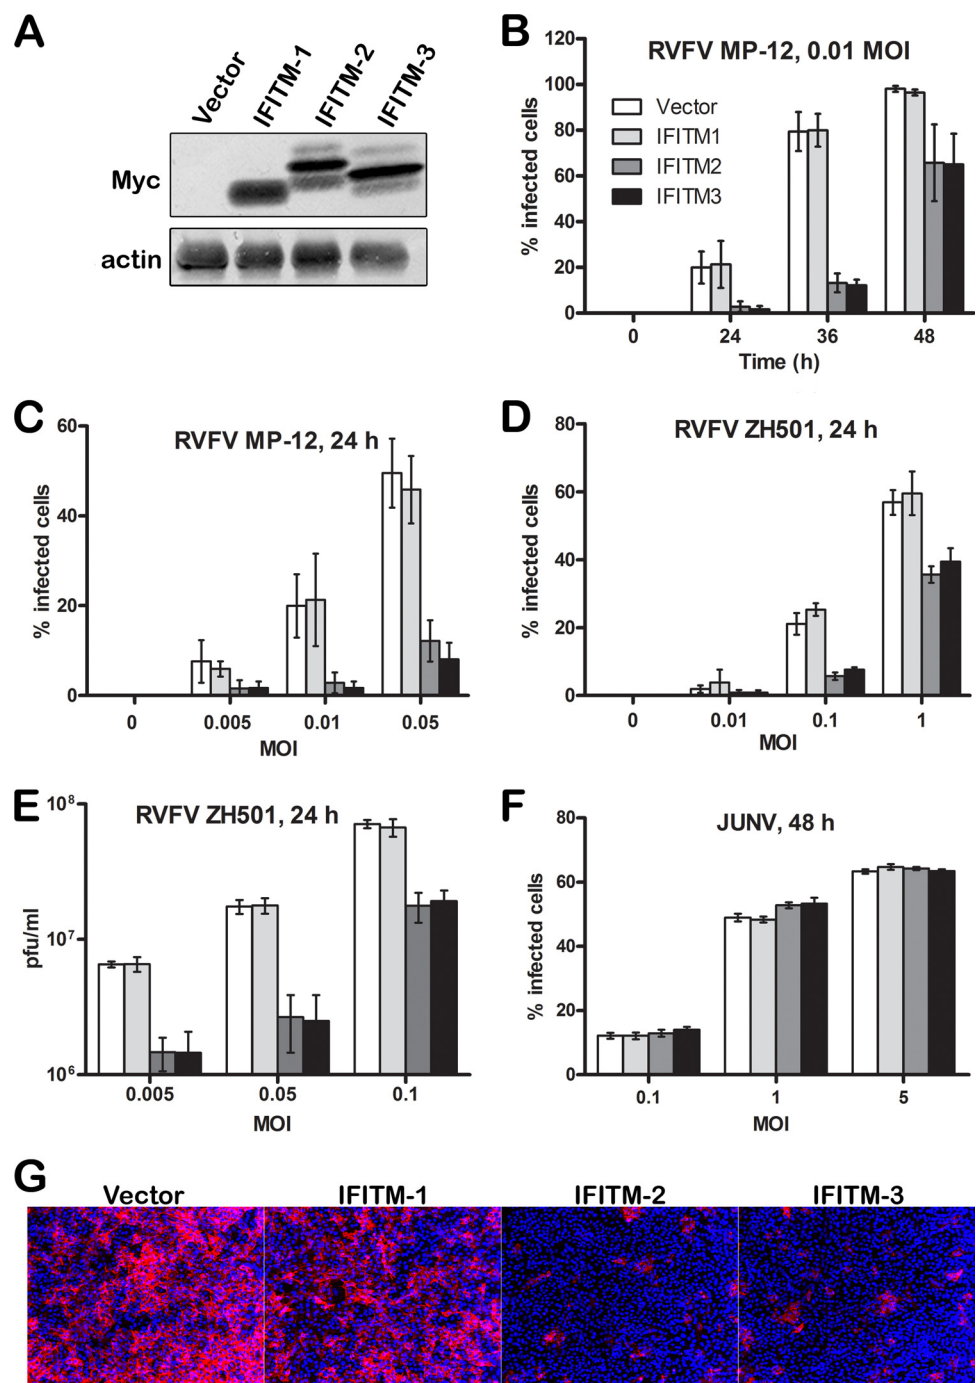 A
Vector
IFITM-1
IFITM-2
IFITM-3
Myc
actin
B
RVFV MP-12, 0.01 MOI
Vector
IFITM1
IFITM2
IFITM3
% infected cells
120
100
80
60
40
20
0
0 24 36 48
Time (h)
C
RVFV MP-12, 24 h
% infected cells
60
40
20
0
0 0.005 0.01 0.05
MOI
D
RVFV ZH501, 24 h
% infected cells
80
60
40
20
0
0 0.01 0.1 1
MOI
E
RVFV ZH501, 24 h
pfu/ml
10⁸
10⁷
10⁶
0.005 0.05 0.1
MOI
F
JUNV, 48 h
% infected cells
80
60
40
20
0
0.1 1 5
MOI
G
Vector IFITM-1 IFITM-2 IFITM-3